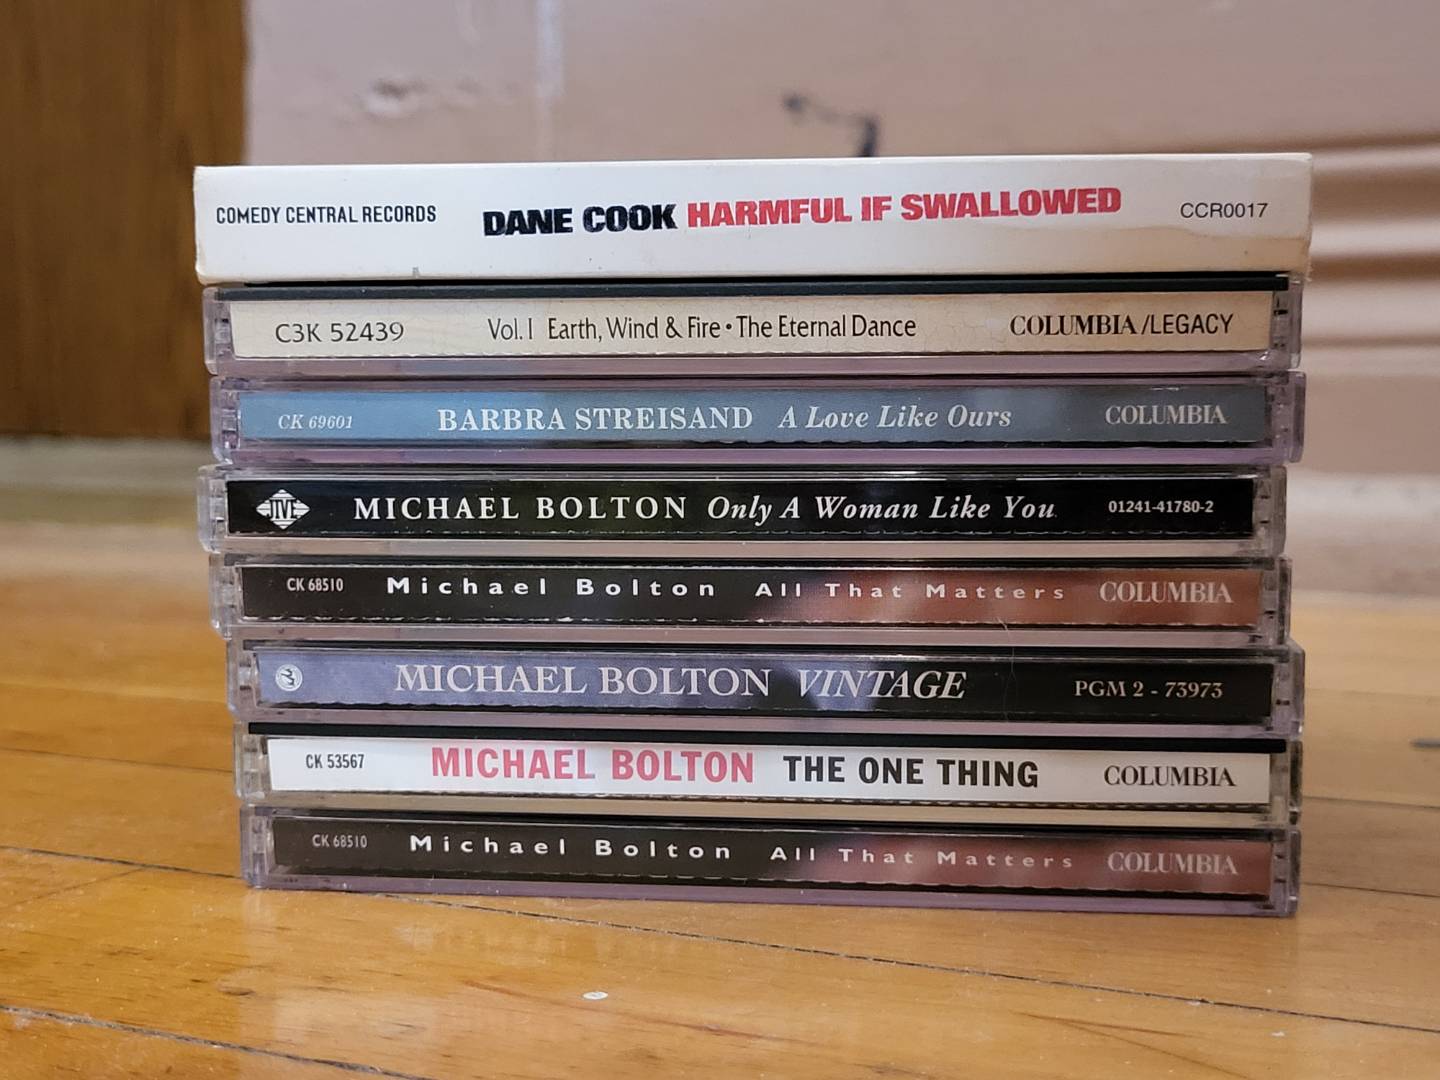 COMEDY CENTRAL RECORDS DANE COOK HARMFUL IF SWALLOWED CCR0017
C3K 52439 Vol. I Earth, Wind & Fire • The Eternal Dance COLUMBIA/LEGACY
CK 69601 BARBRA STREISAND A Love Like Ours COLUMBIA
JIVE MICHAEL BOLTON Only A Woman Like You 01241-41780-2
CK 68510 Michael Bolton All That Matters COLUMBIA
MICHAEL BOLTON VINTAGE PGM 2 - 73973
CK 53567 MICHAEL BOLTON THE ONE THING COLUMBIA
CK 68510 Michael Bolton All That Matters COLUMBIA